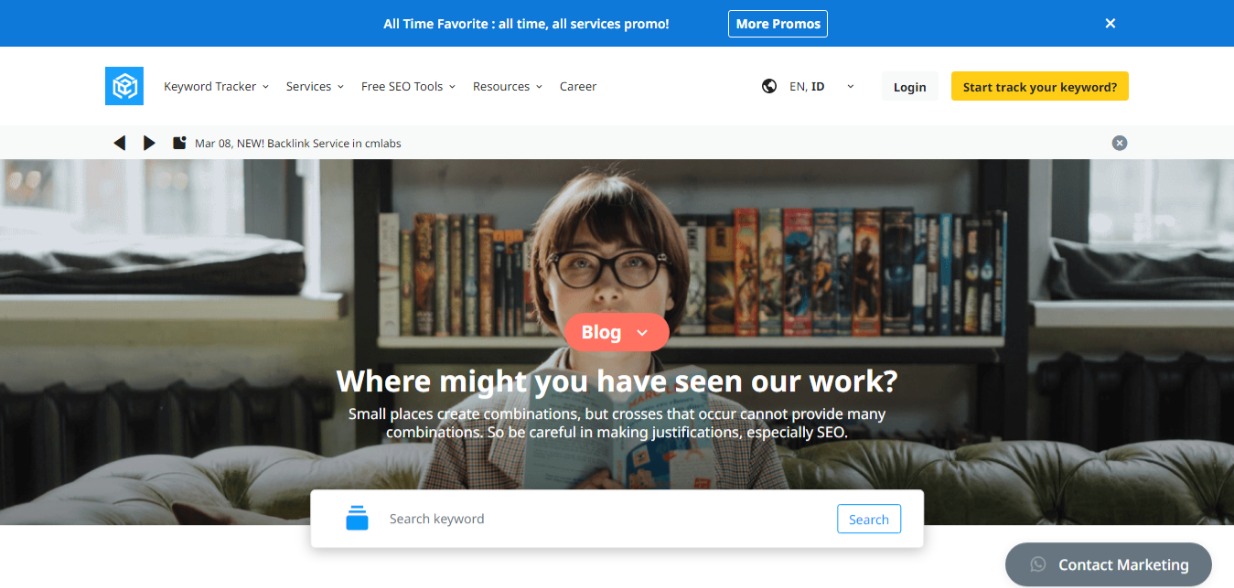 All Time Favorite : all time, all services promo!
More Promos
Keyword Tracker
Services
Free SEO Tools
Resources
Career
EN, ID
Login
Start track your keyword?
Mar 08, NEW! Backlink Service in cmlabs
Blog
Where might you have seen our work?
Small places create combinations, but crosses that occur cannot provide many
combinations. So be careful in making justifications, especially SEO.
Search keyword
Search
Contact Marketing